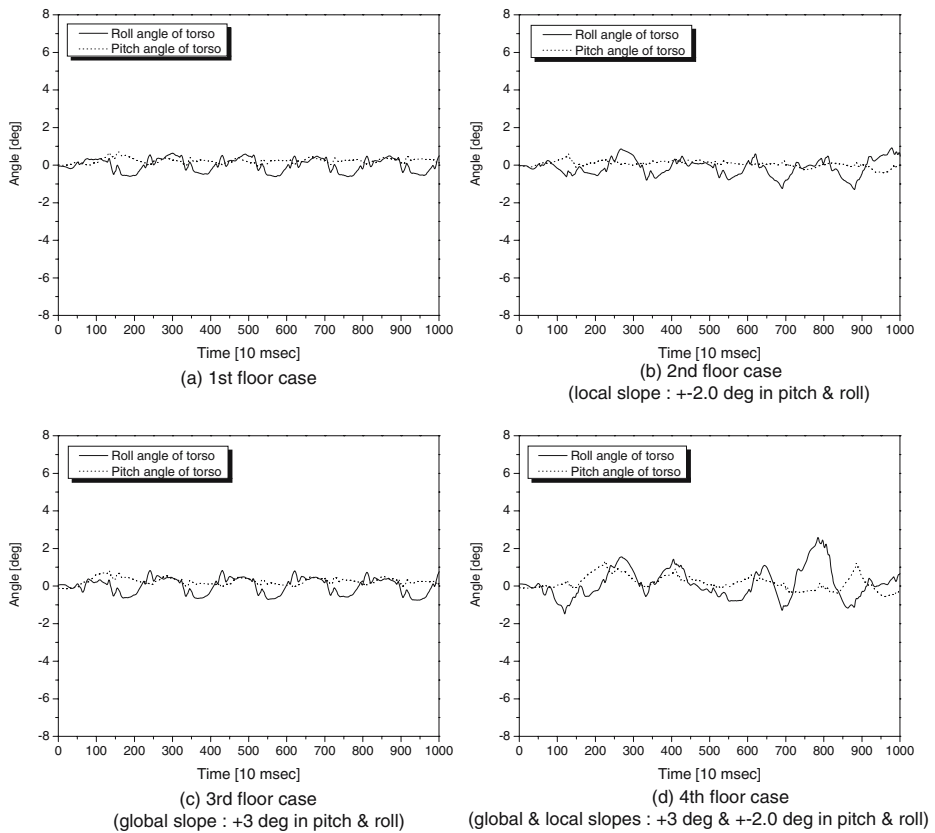 8
6
4
2
0
-2
-4
-6
-8
Angle [deg]
Roll angle of torso
Pitch angle of torso
0 100 200 300 400 500 600 700 800 900 1000
Time [10 msec]
(a) 1st floor case
8
6
4
2
0
-2
-4
-6
-8
Angle [deg]
Roll angle of torso
Pitch angle of torso
0 100 200 300 400 500 600 700 800 900 1000
Time [10 msec]
(b) 2nd floor case
(local slope : +-2.0 deg in pitch & roll)
8
6
4
2
0
-2
-4
-6
-8
Angle [deg]
Roll angle of torso
Pitch angle of torso
0 100 200 300 400 500 600 700 800 900 1000
Time [10 msec]
(c) 3rd floor case
(global slope : +3 deg in pitch & roll)
8
6
4
2
0
-2
-4
-6
-8
Angle [deg]
Roll angle of torso
Pitch angle of torso
0 100 200 300 400 500 600 700 800 900 1000
Time [10 msec]
(d) 4th floor case
(global & local slopes : +3 deg & +-2.0 deg in pitch & roll)